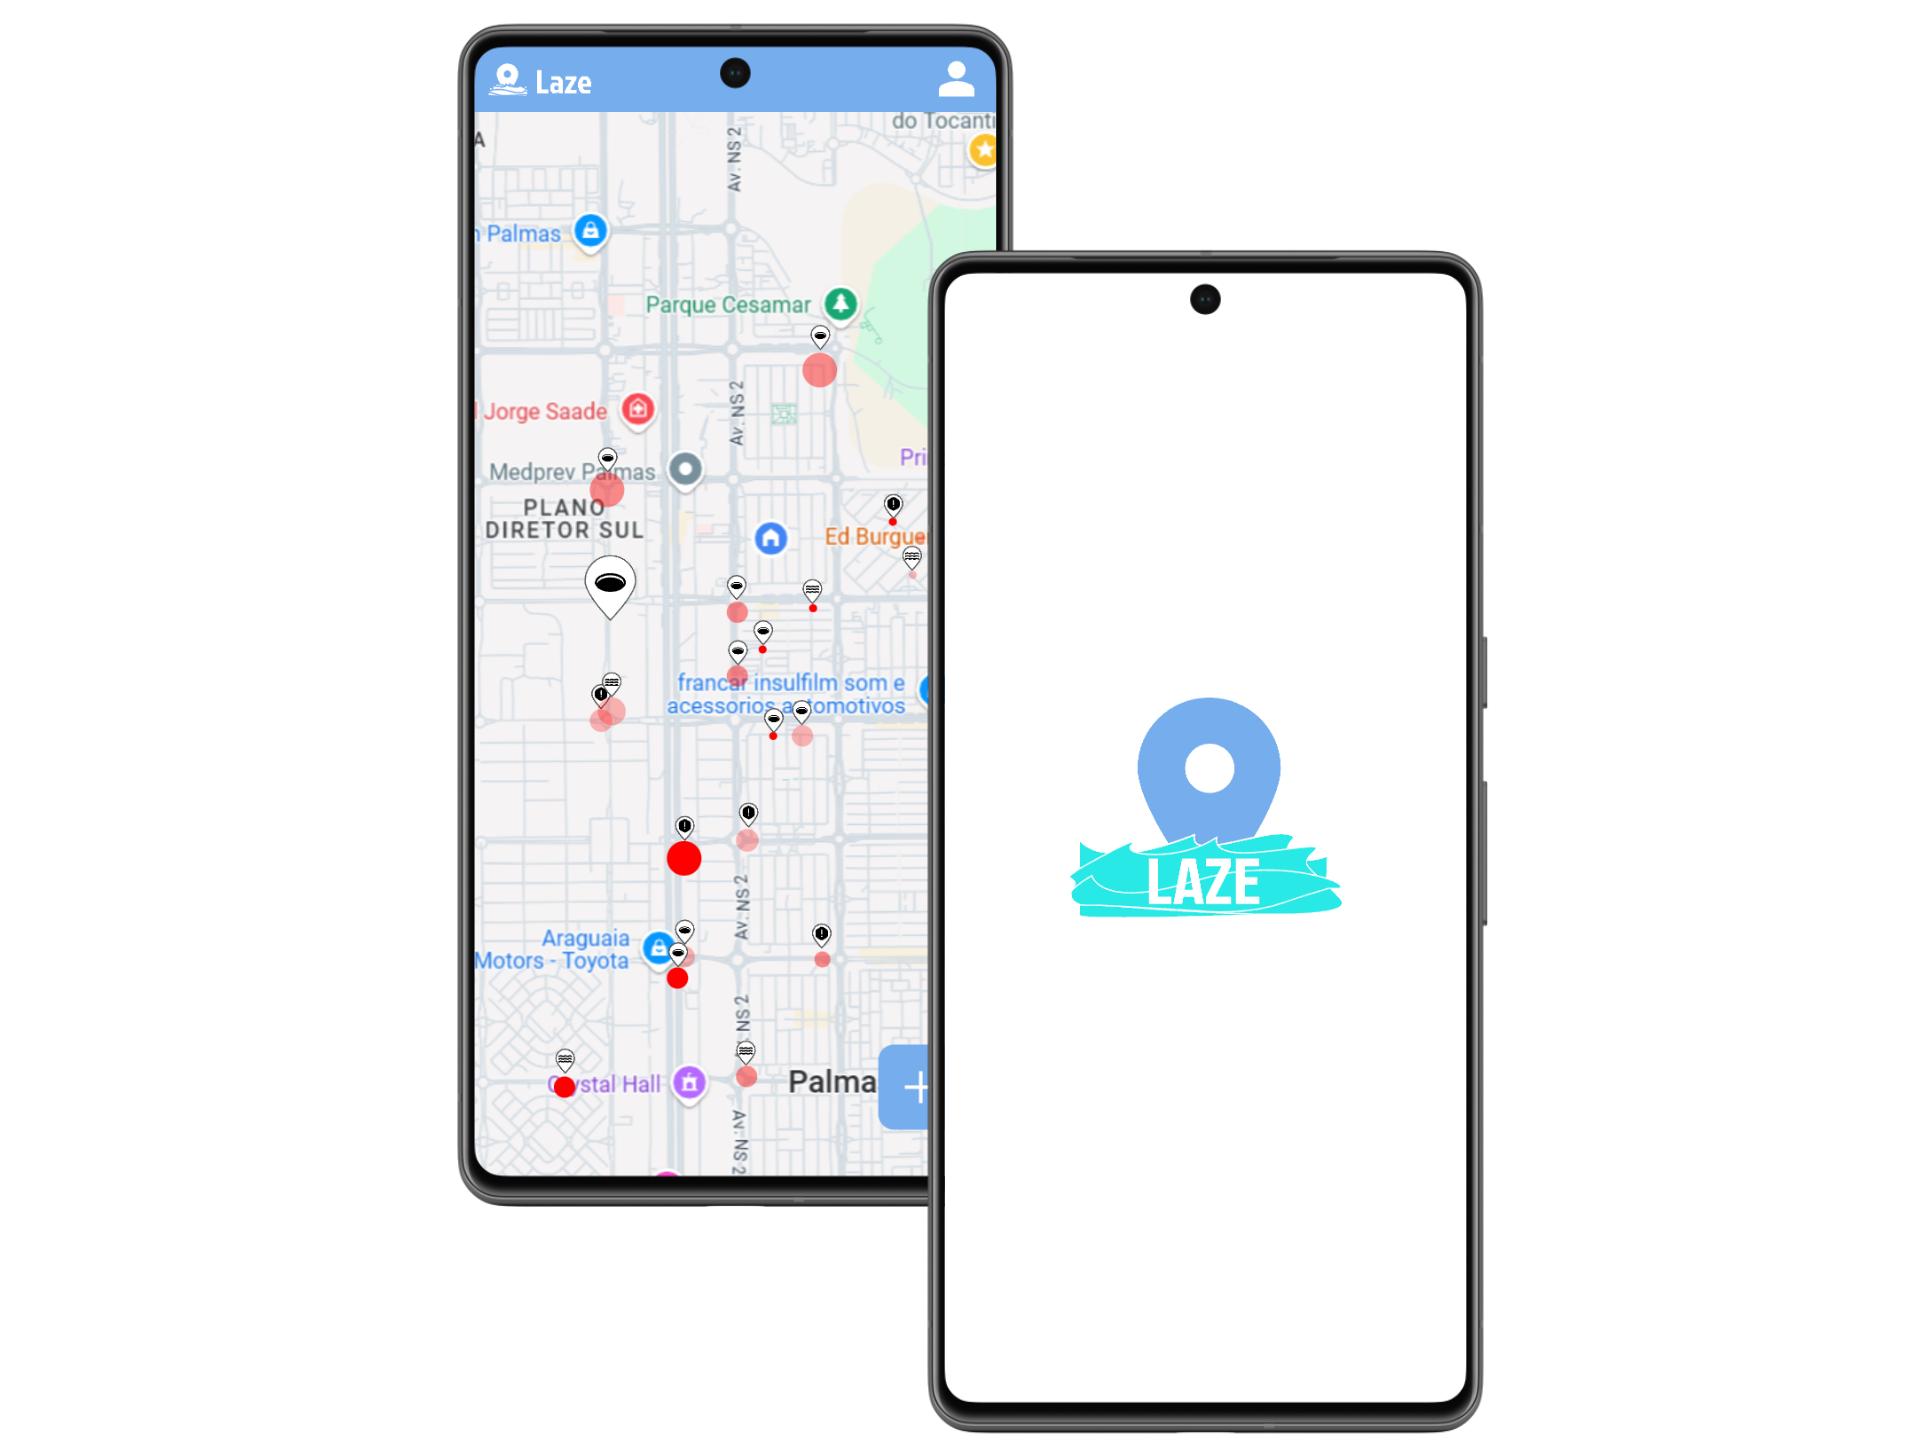 Laze
do Tocanti
A
Av. NS 2
Palmas
Parque Cesamar
Av. NS 2
Jorge Saade
Medprev Palmas
Pri
PLANO
DIRETOR SUL
Ed Burguer
francar insulfilm som e
acessorios automotivos
Av. NS 2
Araguaia
Motors - Toyota
NS 2
Crystal Hall
Palma
Av. NS 2
LAZE